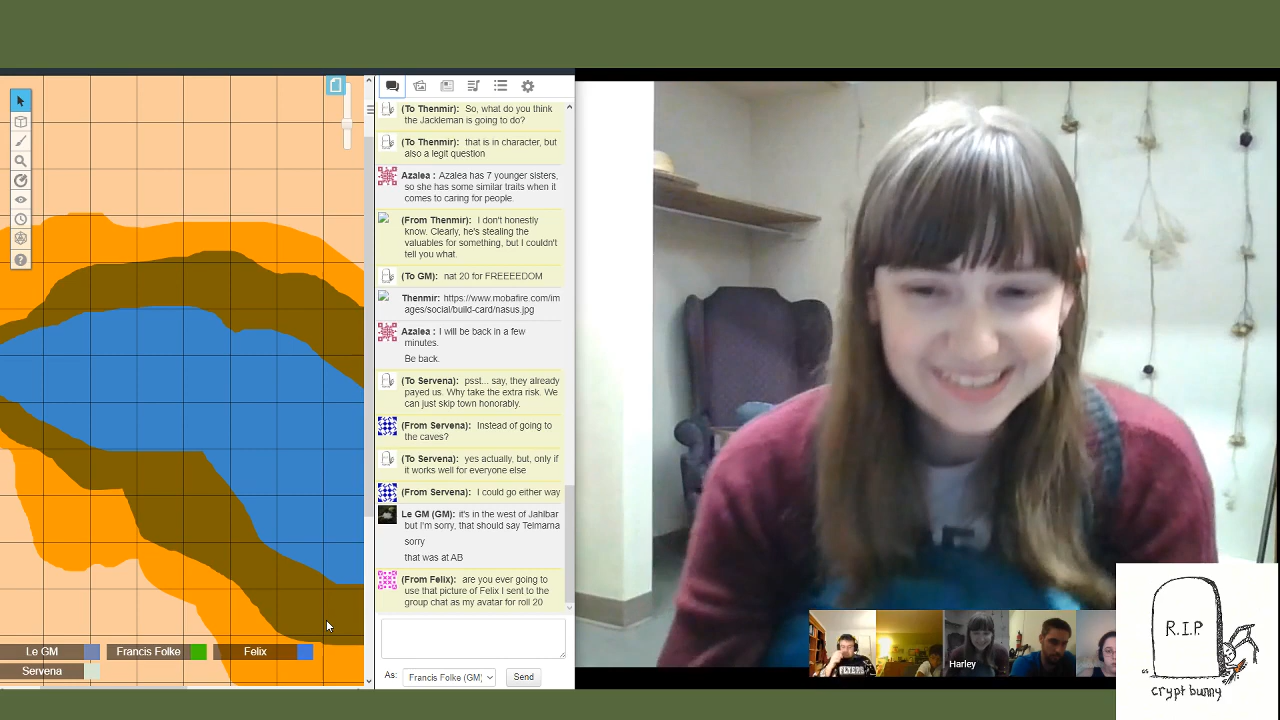 (To Thenmir): So, what do you think
the Jackleman is going to do?
(To Thenmir): that is in character, but
also a legit question
Azalea : Azalea has 7 younger sisters,
so she has some similar traits when it
comes to caring for people.
(From Thenmir): I don't honestly
know. Clearly, he's stealing the
valuables for something, but I couldn't
tell you what.
(To GM): nat 20 for FREEEEDOM
Thenmir: https://www.mobafire.com/im
ages/social/build-card/nasus.jpg
Azalea : I will be back in a few
minutes.
Be back.
(To Servena): psst... say, they already
payed us. Why take the extra risk. We
can just skip town honorably.
(From Servena): Instead of going to
the caves?
(To Servena): yes actually, but, only if
it works well for everyone else
(From Servena): I could go either way
Le GM (GM): it's in the west of Jahlbar
but I'm sorry, that should say Telmarna
sorry
that was at AB
(From Felix): are you ever going to
use that picture of Felix I sent to the
group chat as my avatar for roll 20
As: Francis Folke (GM) Send
Le GM Francis Folke Felix
Servena
FLYERS
Harley
R.I.P.
crypt bunny